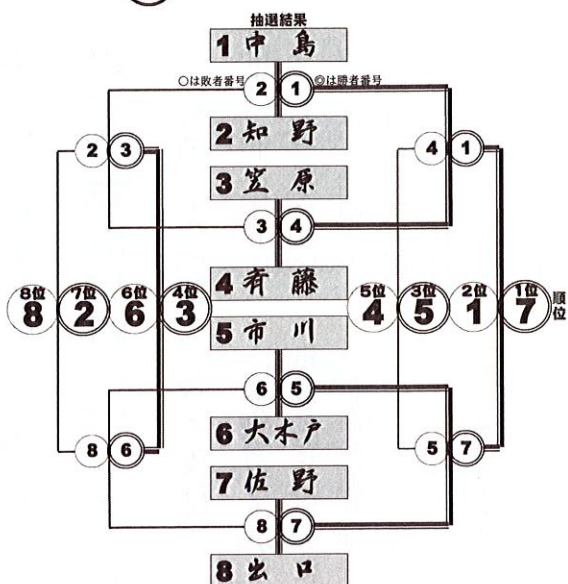 抽選結果
1 中島
○は敗者番号 2 1 ◎は勝者番号
2 知野
2 3 4 1
3 笠原
3 4
4 斉藤
8位 7位 6位 4位 5位 3位 2位 1位
8 2 6 3 4 5 1 7 順位
5 市川
6 5
6 大木戸
8 6 5 7
7 佐野
8 7
8 出口